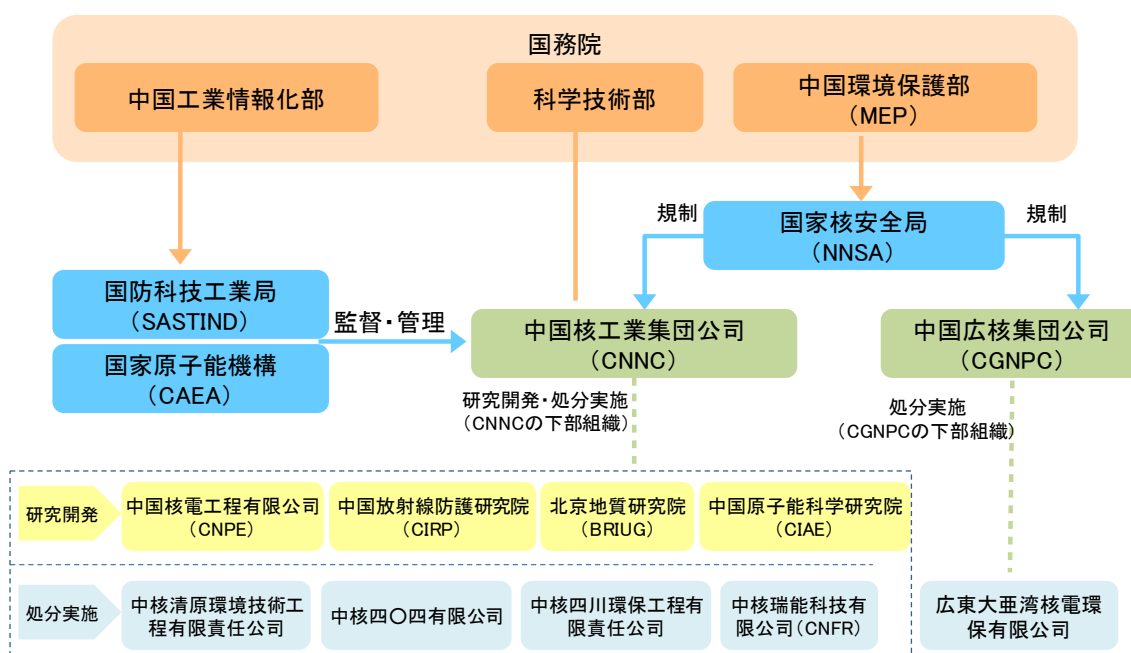 国務院
中国工業情報化部
科学技術部
中国環境保護部
（MEP）
規制
国家核安全局
（NNSA）
規制
国防科技工業局
（SASTIND）
国家原子能機構
（CAEA）
監督・管理
中国核工業集団公司
（CNNC）
中国広核集団公司
（CGNPC）
研究開発・処分実施
（CNNCの下部組織）
処分実施
（CGNPCの下部組織）
研究開発
中国核電工程有限公司
（CNPE）
中国放射線防護研究院
（CIRP）
北京地質研究院
（BRIUG）
中国原子能科学研究院
（CIAE）
処分実施
中核清原環境技術工
程有限責任公司
中核四〇四有限公司
中核四川環保工程有
限責任公司
中核瑞能科技有
限公司（CNFR）
広東大亜湾核電環
保有限公司